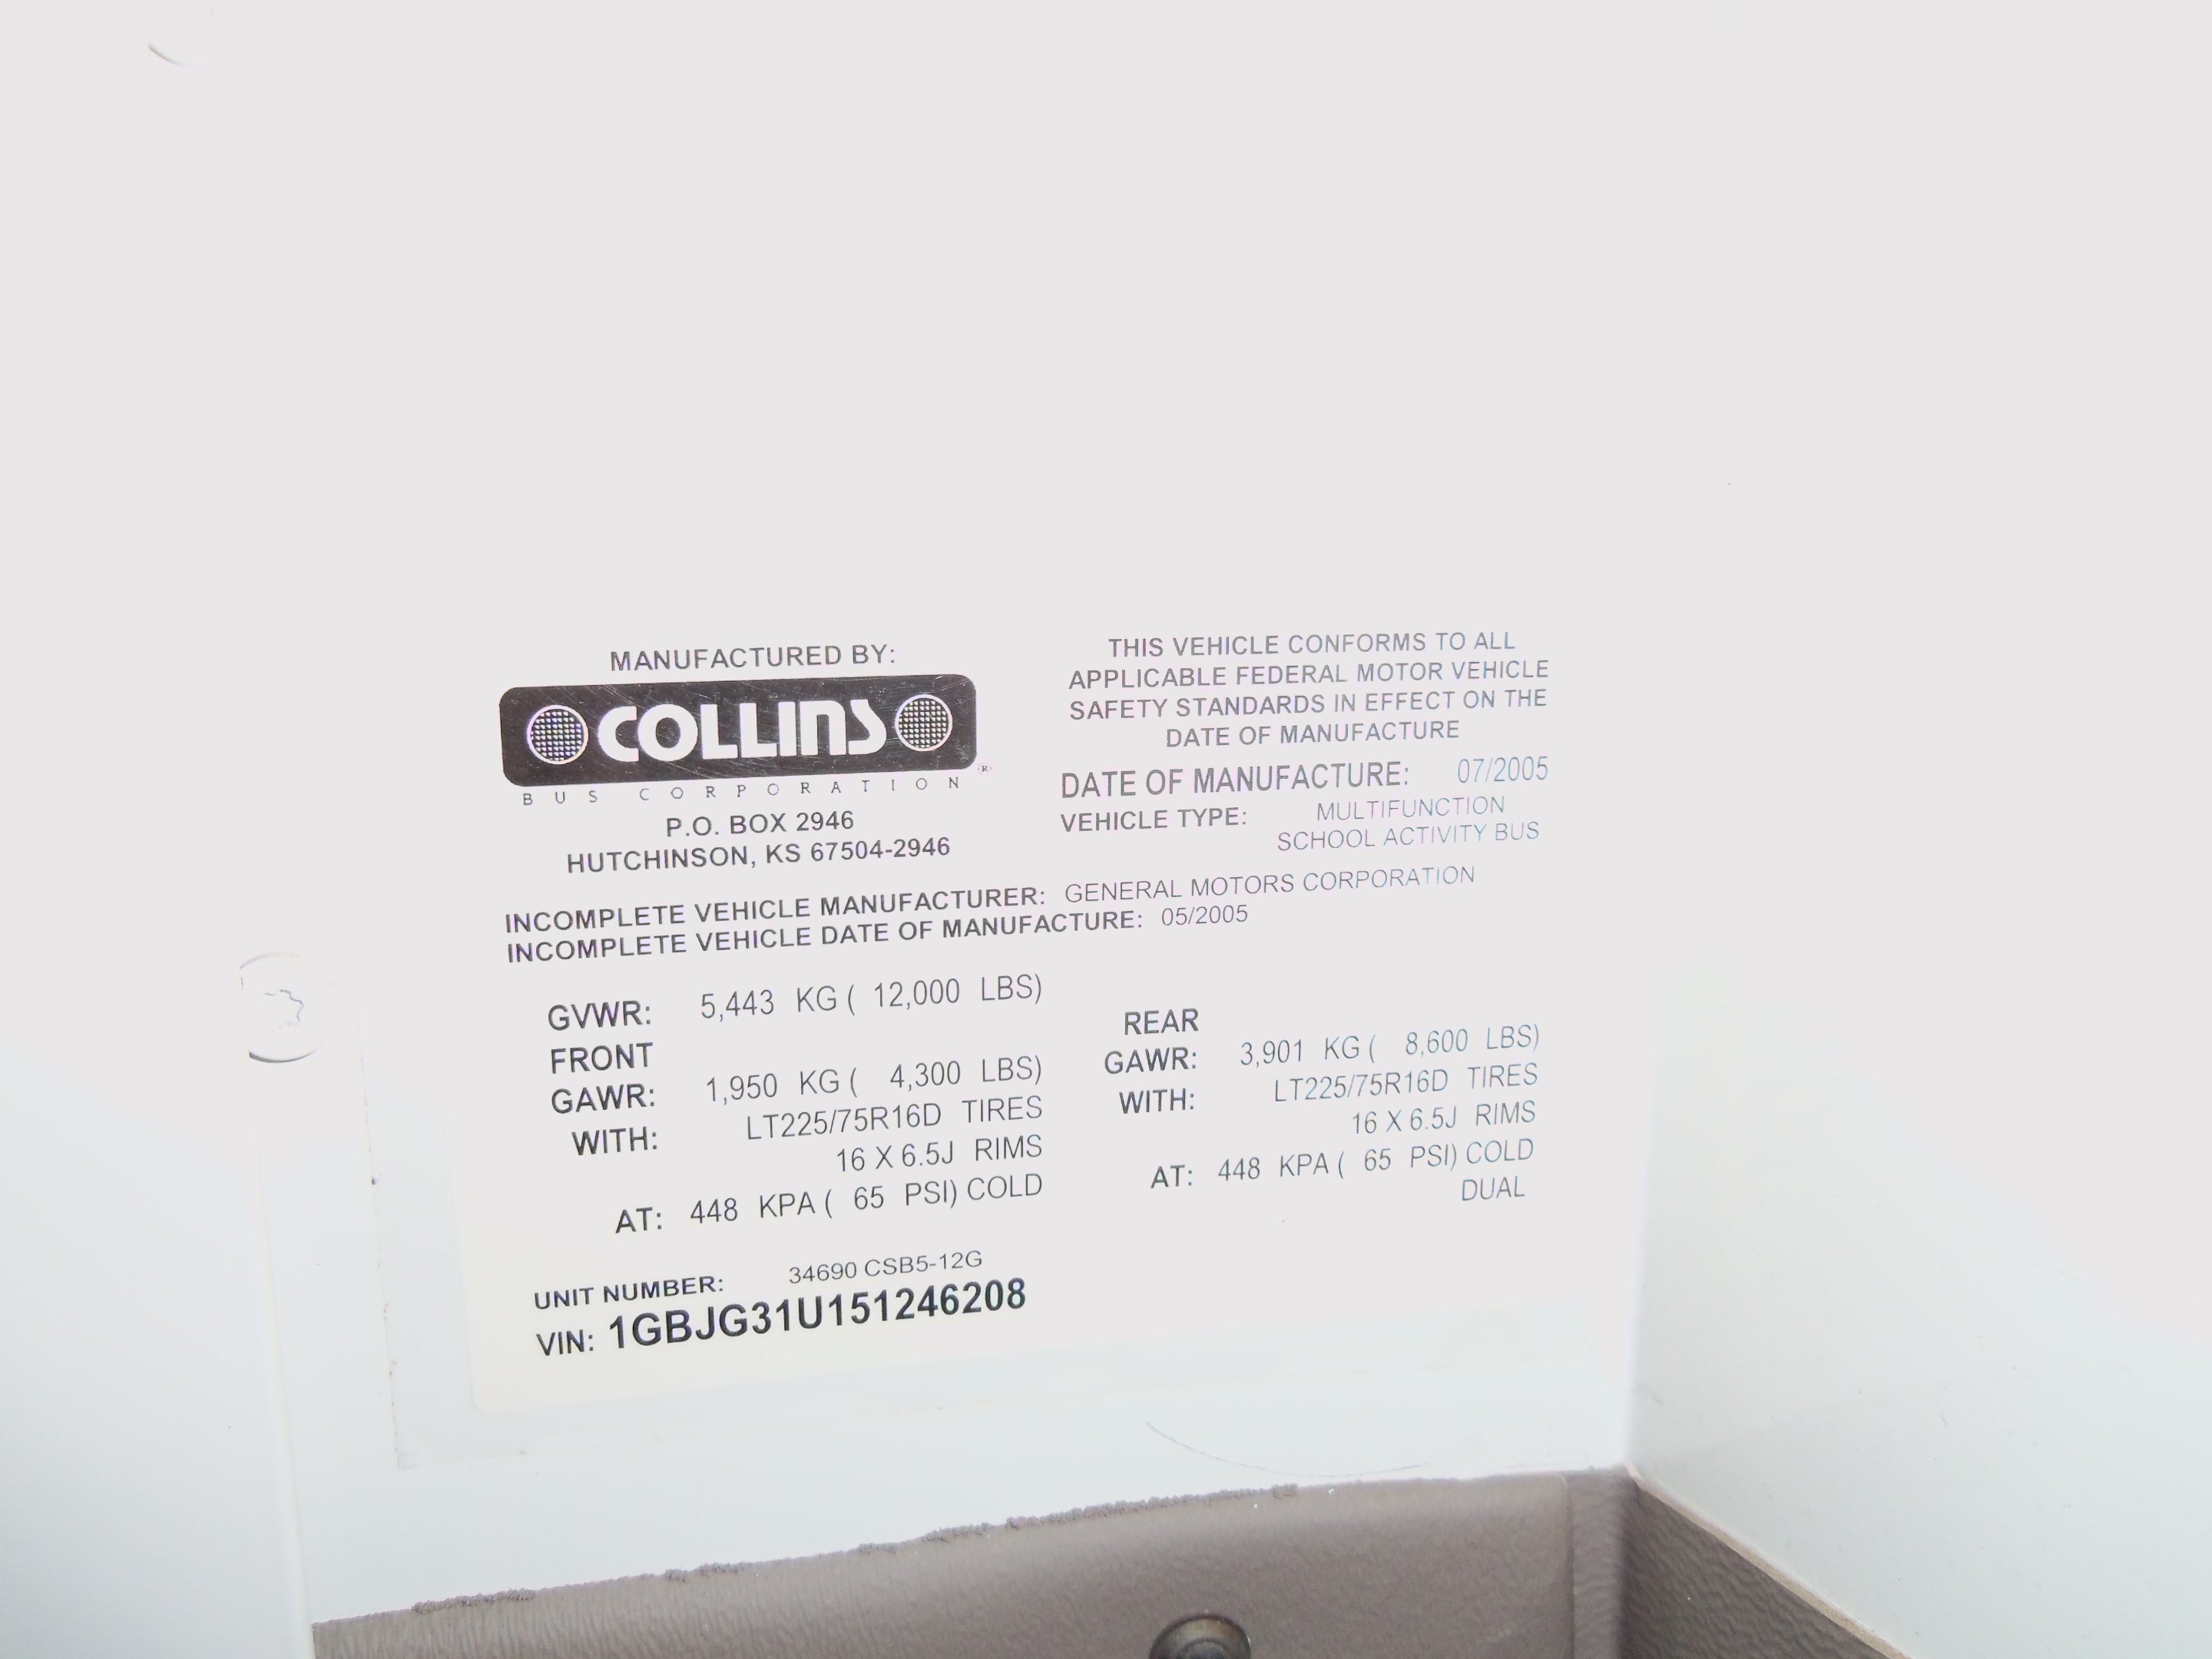 MANUFACTURED BY:
COLLINS
BUS CORPORATION
P.O. BOX 2946
HUTCHINSON, KS 67504-2946
THIS VEHICLE CONFORMS TO ALL
APPLICABLE FEDERAL MOTOR VEHICLE
SAFETY STANDARDS IN EFFECT ON THE
DATE OF MANUFACTURE
DATE OF MANUFACTURE: 07/2005
VEHICLE TYPE: MULTIFUNCTION
SCHOOL ACTIVITY BUS
INCOMPLETE VEHICLE MANUFACTURER: GENERAL MOTORS CORPORATION
INCOMPLETE VEHICLE DATE OF MANUFACTURE: 05/2005
GVWR: 5,443 KG ( 12,000 LBS)
FRONT
GAWR: 1,950 KG ( 4,300 LBS)
WITH: LT225/75R16D TIRES
16 X 6.5J RIMS
AT: 448 KPA ( 65 PSI) COLD
REAR
GAWR: 3,901 KG ( 8,600 LBS)
WITH: LT225/75R16D TIRES
16 X 6.5J RIMS
AT: 448 KPA ( 65 PSI) COLD
DUAL
UNIT NUMBER: 34690 CSB5-12G
VIN: 1GBJG31U151246208